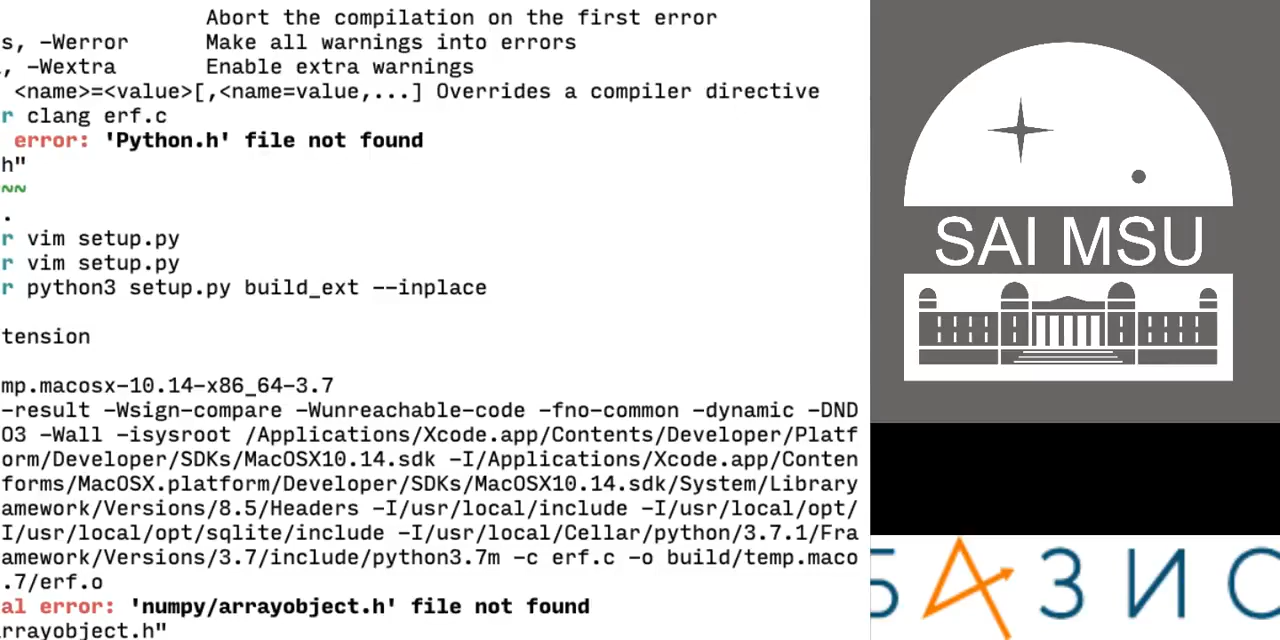 Abort the compilation on the first error
s, -Werror Make all warnings into errors
, -Wextra Enable extra warnings
<name>=<value>[,<name=value,...] Overrides a compiler directive
r clang erf.c
error: 'Python.h' file not found
h"
~~
.
r vim setup.py
r vim setup.py
r python3 setup.py build_ext --inplace
tension
mp.macosx-10.14-x86_64-3.7
-result -Wsign-compare -Wunreachable-code -fno-common -dynamic -DND
O3 -Wall -isysroot /Applications/Xcode.app/Contents/Developer/Platf
orm/Developer/SDKs/MacOSX10.14.sdk -I/Applications/Xcode.app/Conten
forms/MacOSX.platform/Developer/SDKs/MacOSX10.14.sdk/System/Library
amework/Versions/8.5/Headers -I/usr/local/include -I/usr/local/opt/
I/usr/local/opt/sqlite/include -I/usr/local/Cellar/python/3.7.1/Fra
amework/Versions/3.7/include/python3.7m -c erf.c -o build/temp.maco
.7/erf.o
al error: 'numpy/arrayobject.h' file not found
rrayobject.h"
SAI MSU
БАЗИС